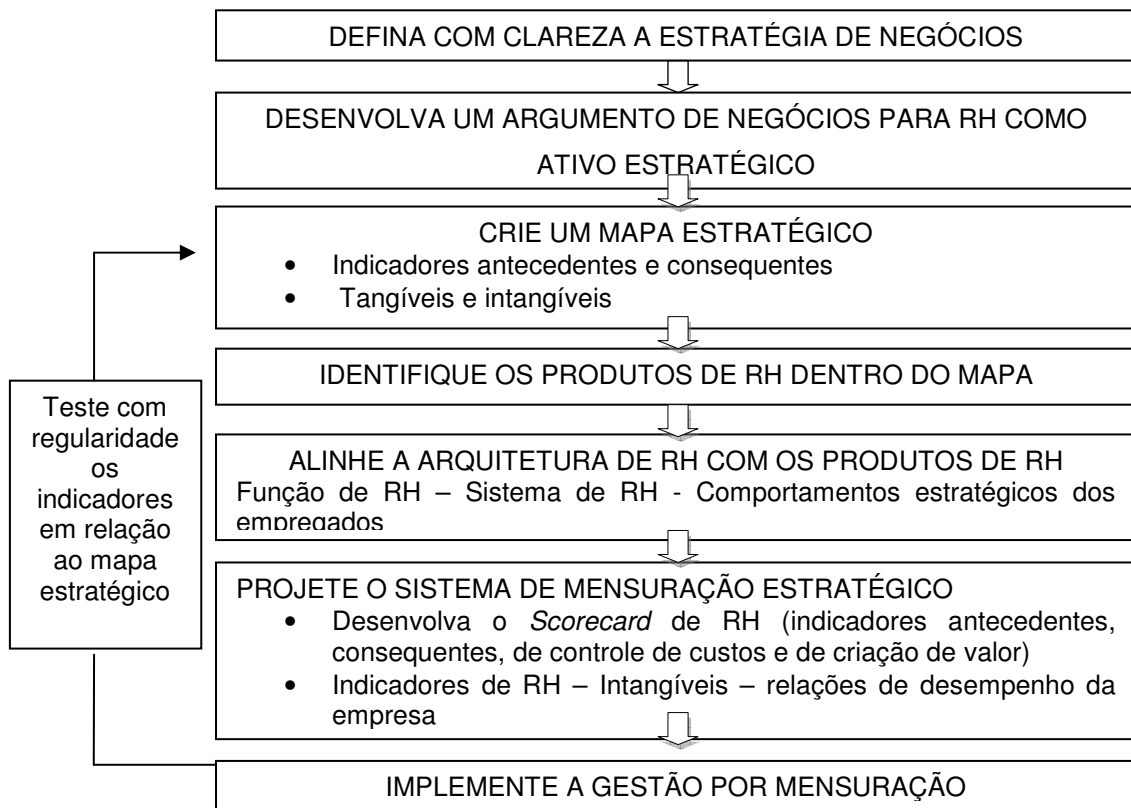 DEFINA COM CLAREZA A ESTRATÉGIA DE NEGÓCIOS
DESENVOLVA UM ARGUMENTO DE NEGÓCIOS PARA RH COMO
ATIVO ESTRATÉGICO
CRIE UM MAPA ESTRATÉGICO
• Indicadores antecedentes e consequentes
• Tangíveis e intangíveis
IDENTIFIQUE OS PRODUTOS DE RH DENTRO DO MAPA
Teste com
regularidade
os
indicadores
em relação
ao mapa
estratégico
ALINHE A ARQUITETURA DE RH COM OS PRODUTOS DE RH
Função de RH – Sistema de RH - Comportamentos estratégicos dos
empregados
PROJETE O SISTEMA DE MENSURAÇÃO ESTRATÉGICO
• Desenvolva o Scorecard de RH (indicadores antecedentes,
consequentes, de controle de custos e de criação de valor)
• Indicadores de RH – Intangíveis – relações de desempenho da
empresa
IMPLEMENTE A GESTÃO POR MENSURAÇÃO